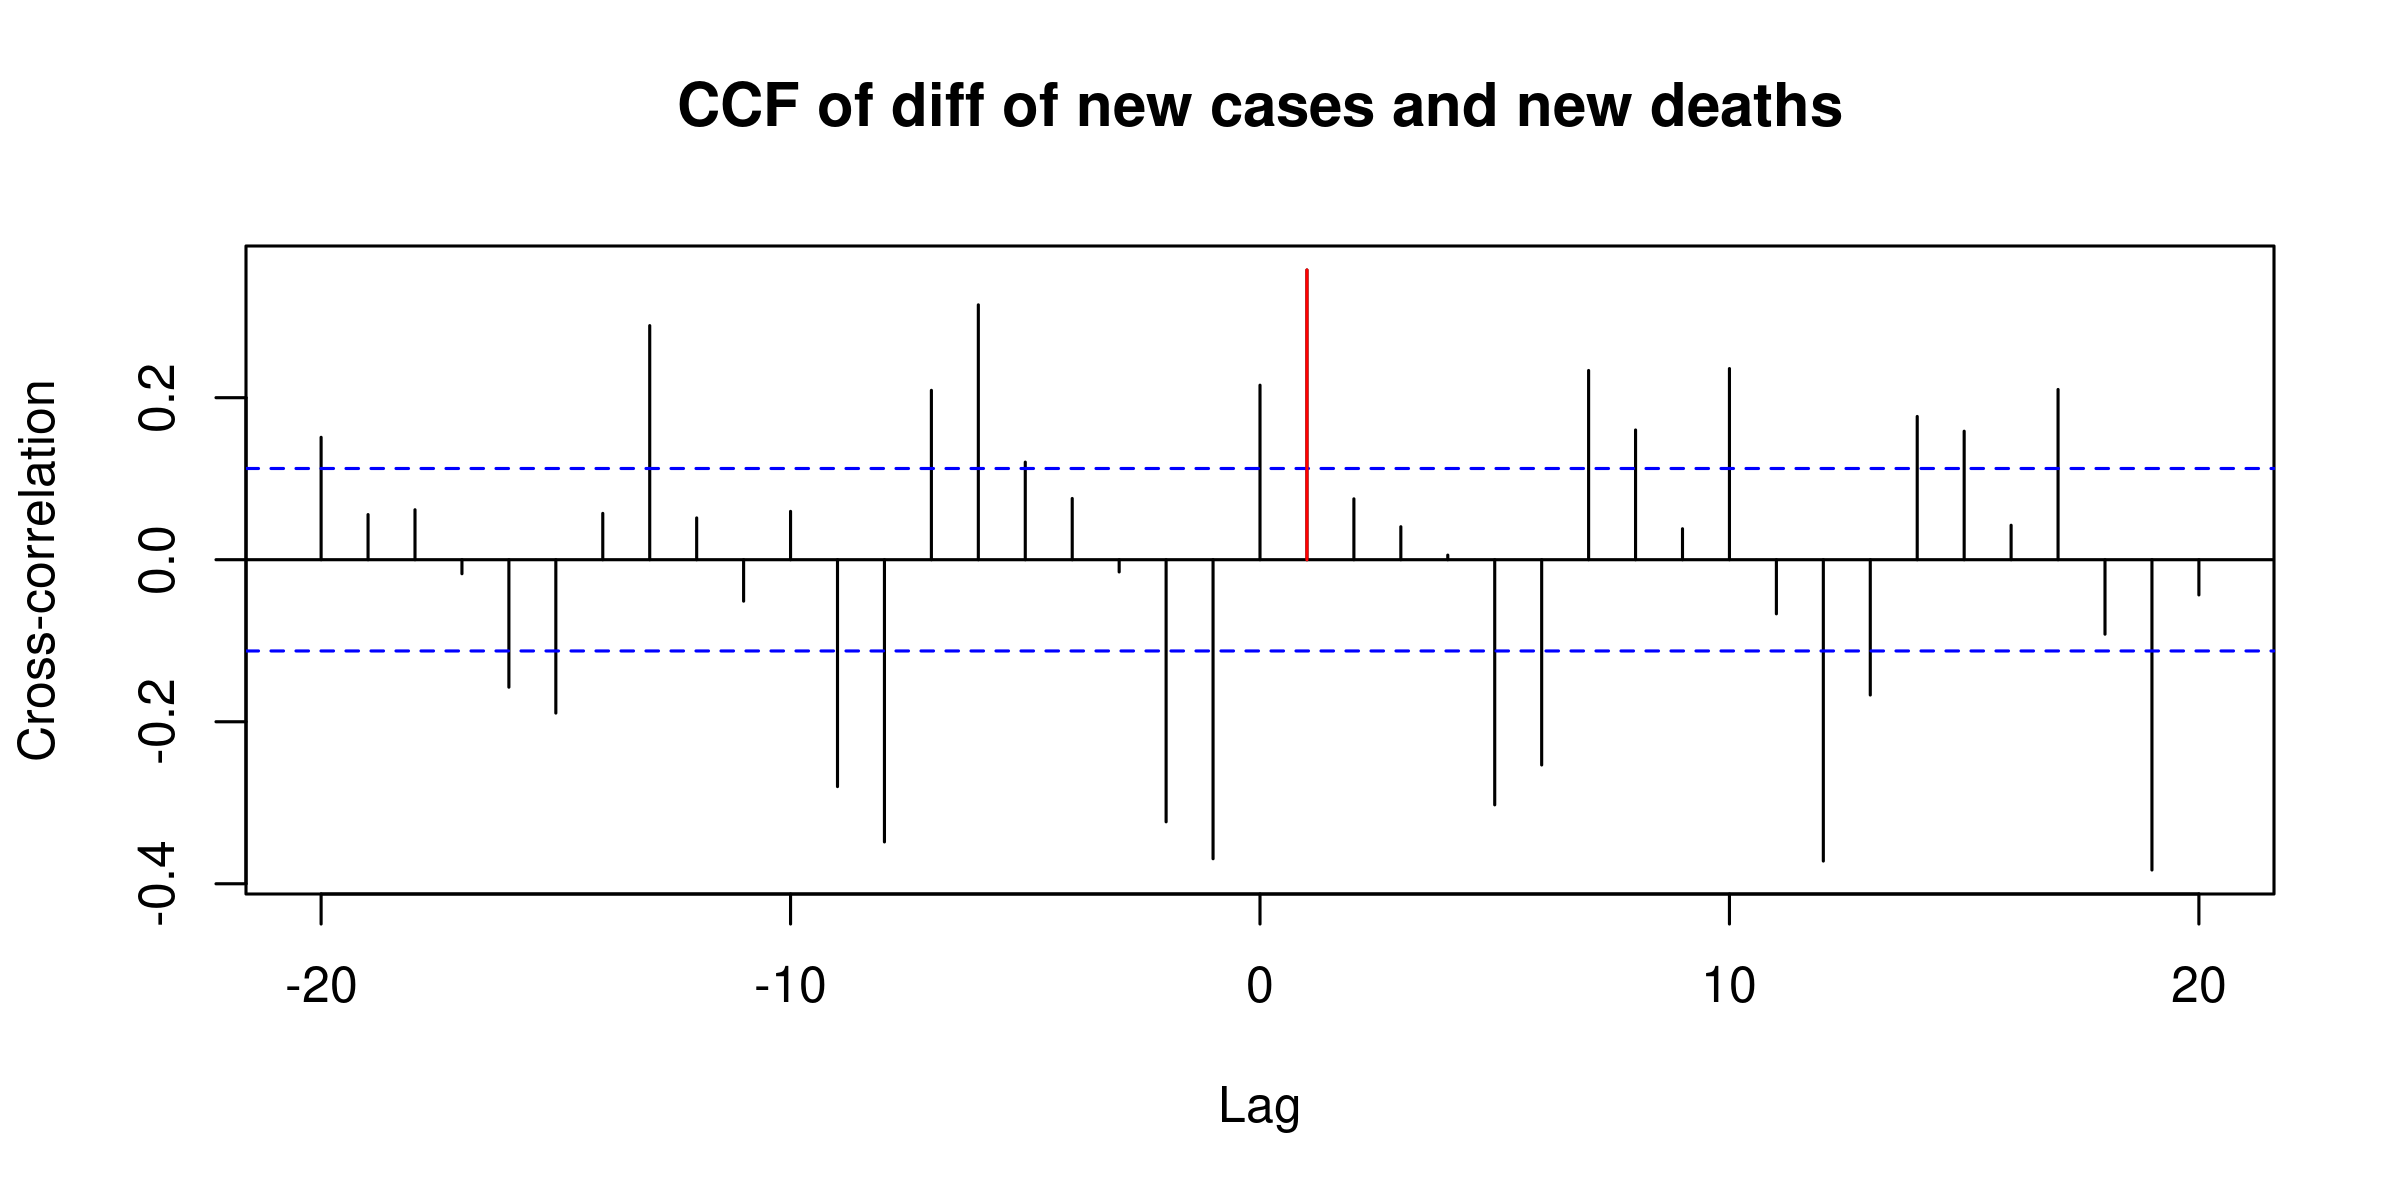 CCF of diff of new cases and new deaths
Cross-correlation
0.2
0.0
-0.2
-0.4
-20 -10 0 10 20
Lag